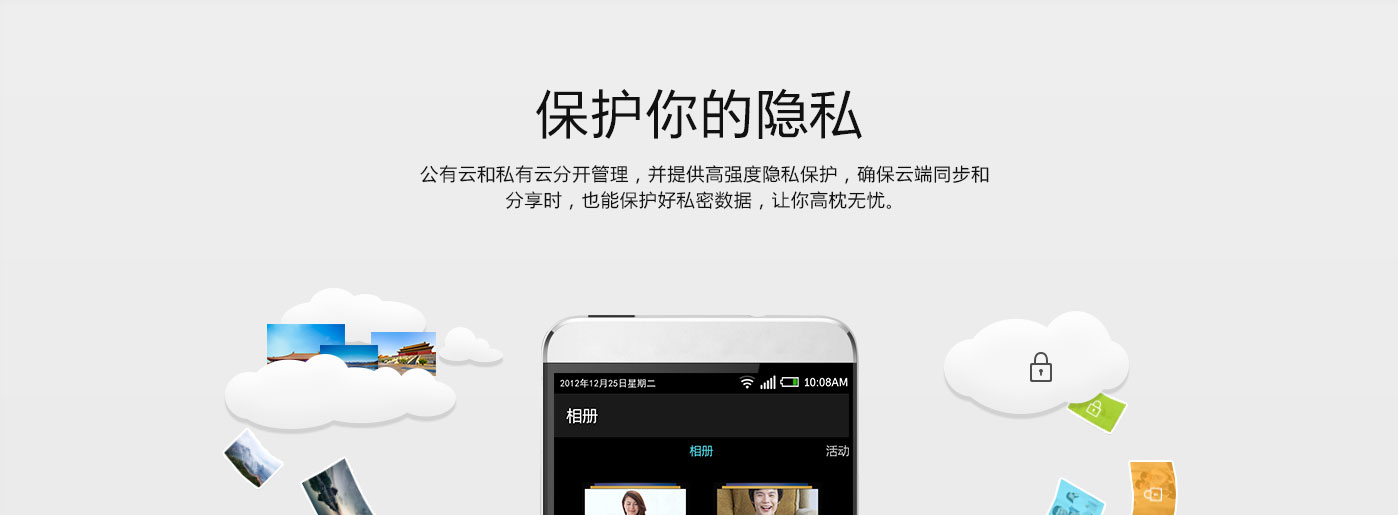 保护你的隐私
公有云和私有云分开管理，并提供高强度隐私保护，确保云端同步和
分享时，也能保护好私密数据，让你高枕无忧。
2012年12月25日星期二 10:08AM
相册
相册 活动